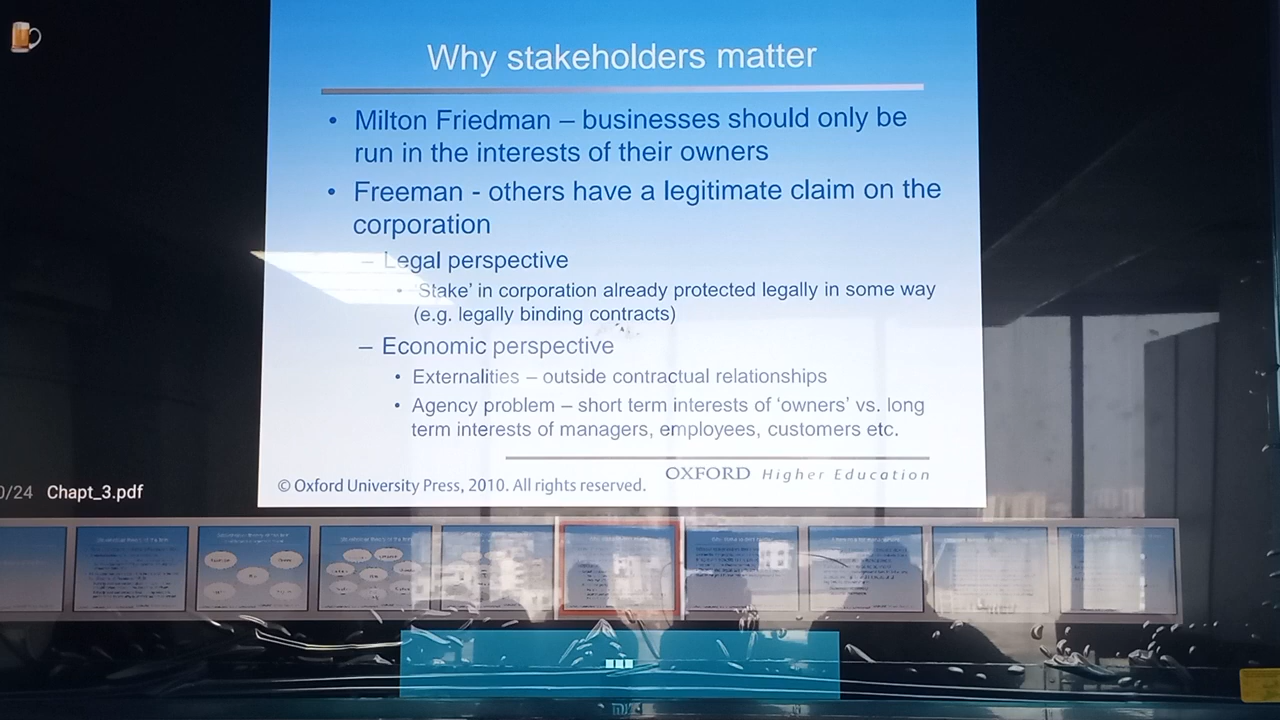 Why stakeholders matter
• Milton Friedman – businesses should only be
run in the interests of their owners
• Freeman - others have a legitimate claim on the
corporation
– Legal perspective
• 'Stake' in corporation already protected legally in some way
(e.g. legally binding contracts)
– Economic perspective
• Externalities – outside contractual relationships
• Agency problem – short term interests of 'owners' vs. long
term interests of managers, employees, customers etc.
OXFORD Higher Education
© Oxford University Press, 2010. All rights reserved.
0/24 Chapt_3.pdf